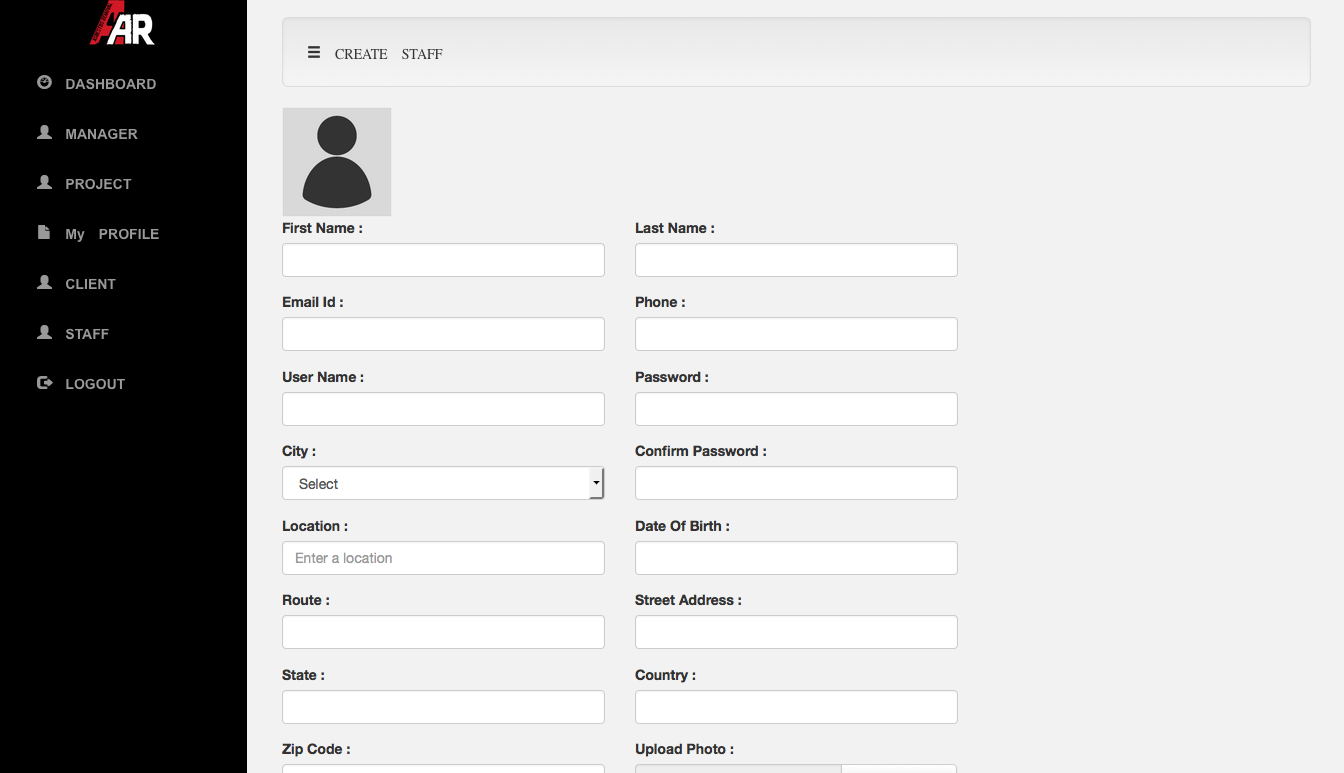 AR
DASHBOARD
MANAGER
PROJECT
My PROFILE
CLIENT
STAFF
LOGOUT
CREATE STAFF
First Name :
Last Name :
Email Id :
Phone :
User Name :
Password :
City :
Confirm Password :
Select
Location :
Date Of Birth :
Enter a location
Route :
Street Address :
State :
Country :
Zip Code :
Upload Photo :